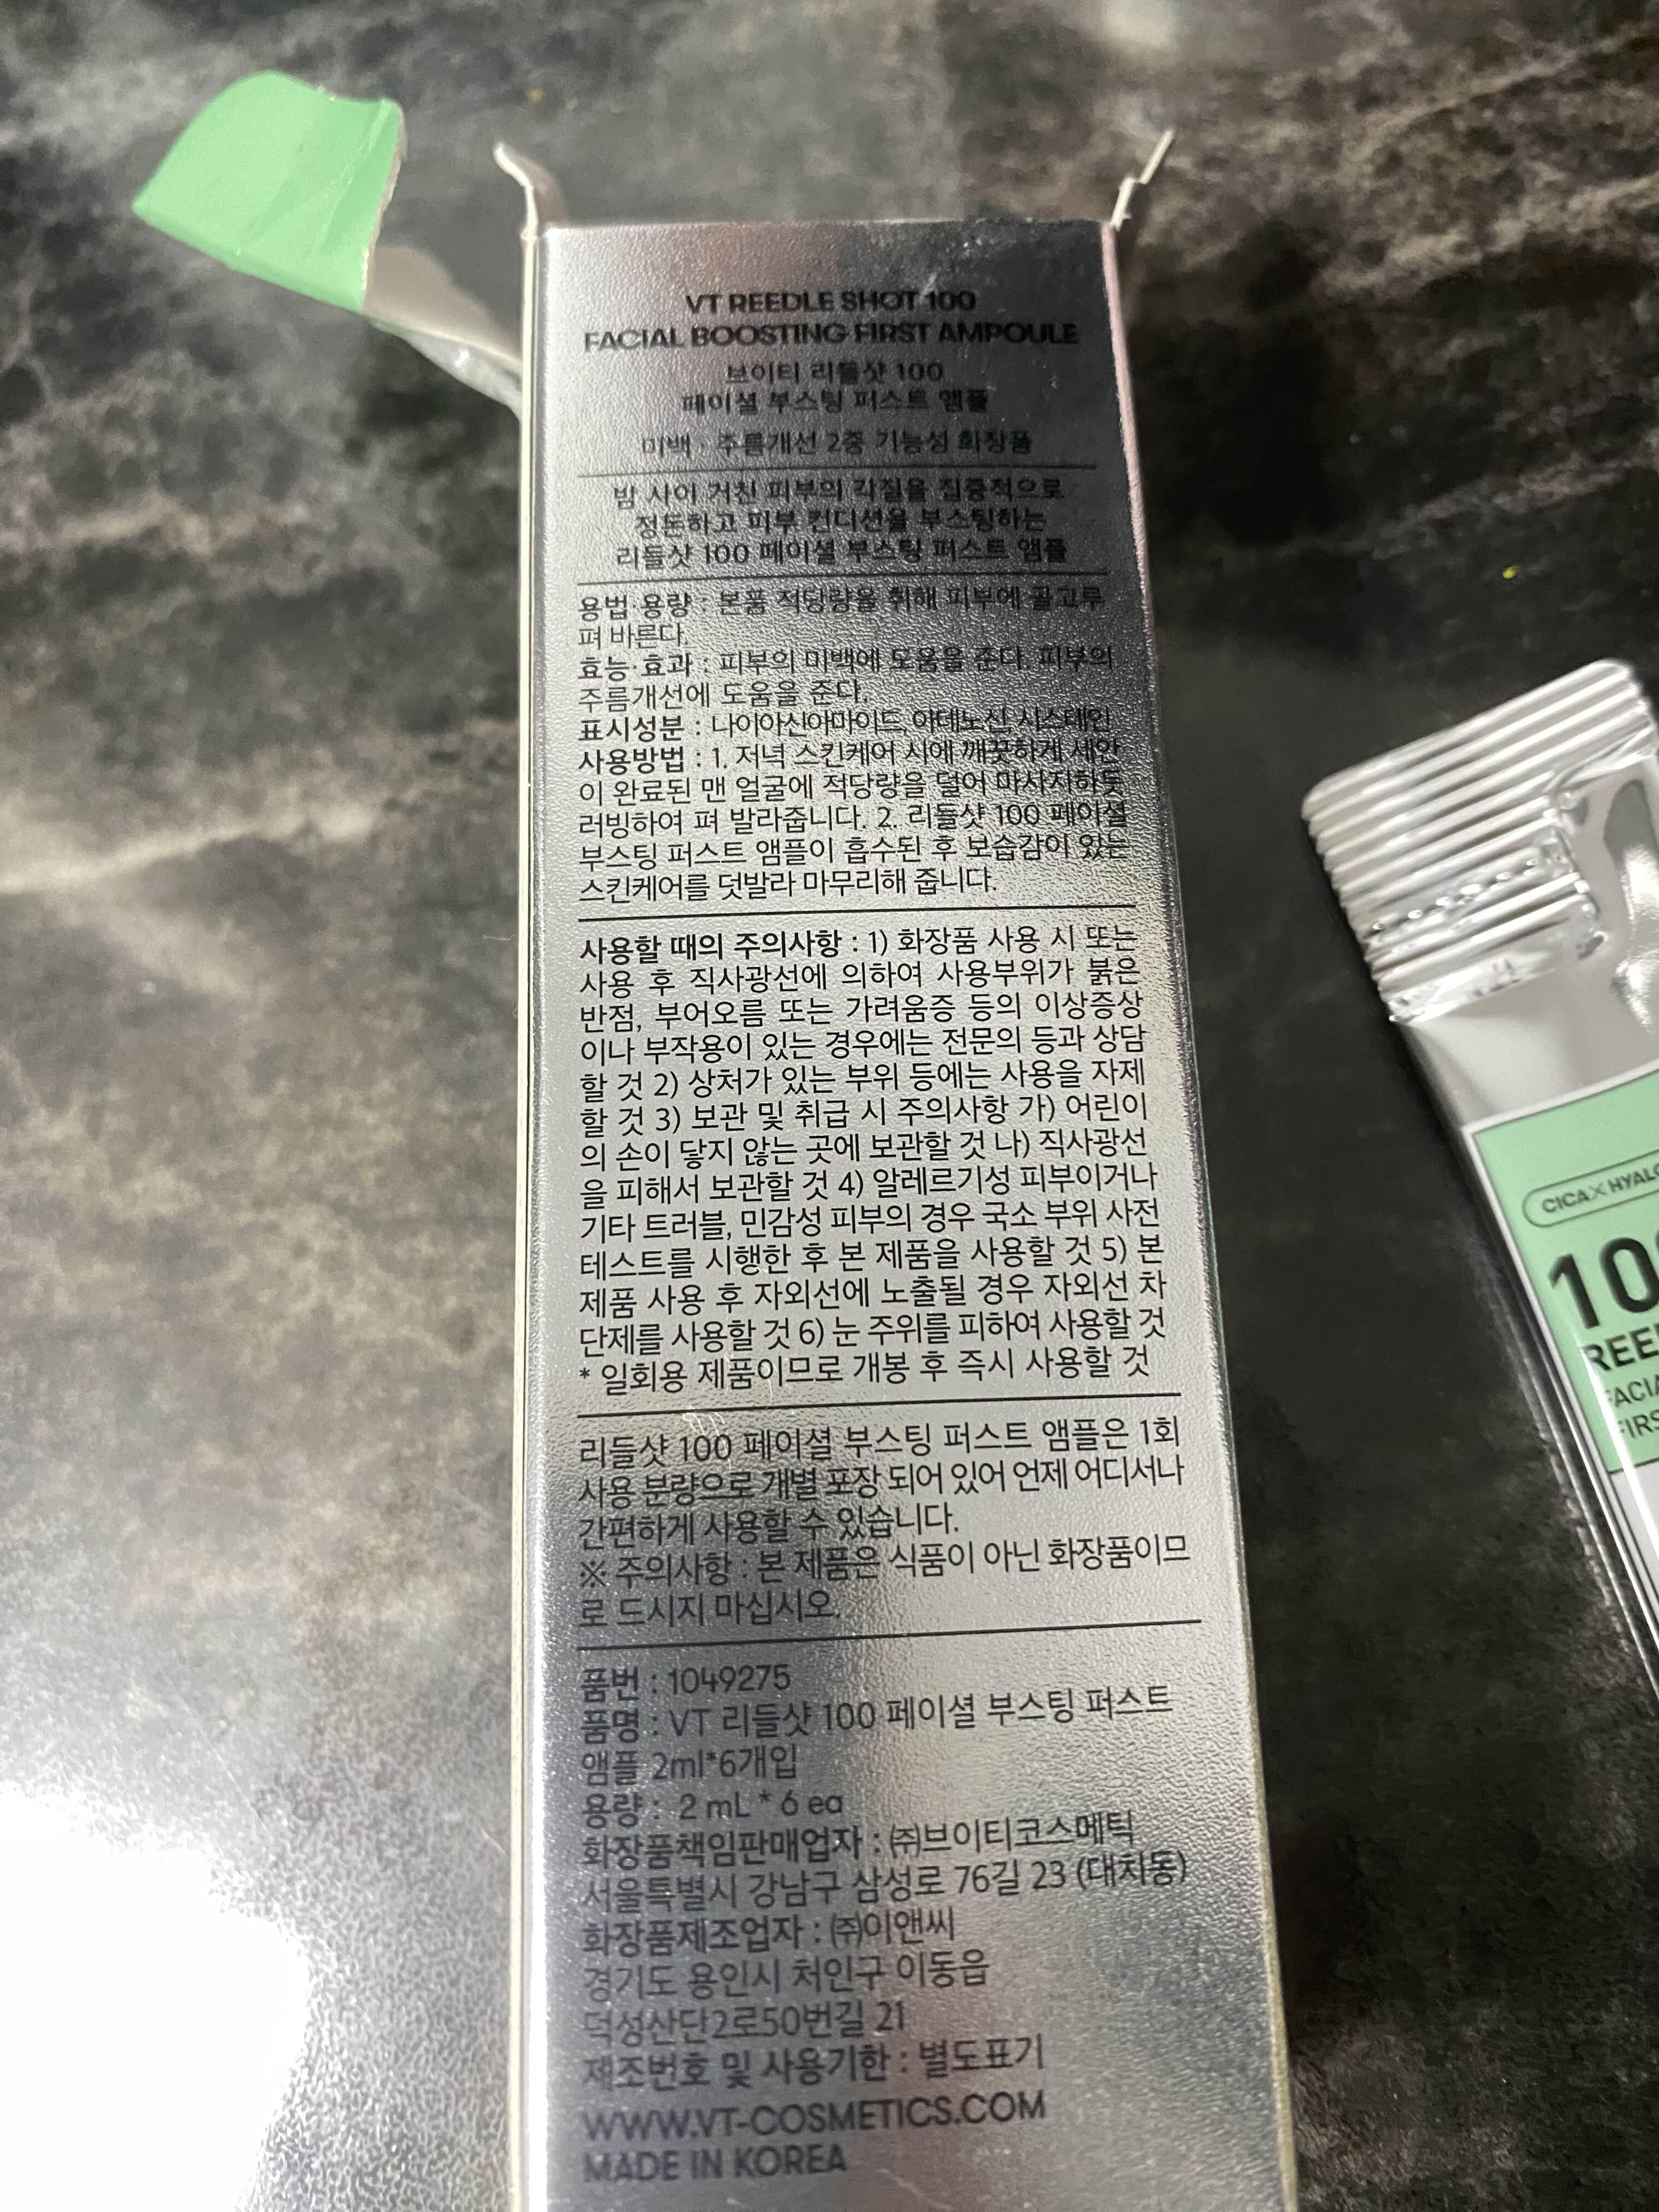 VT REEDLE SHOT 100
FACIAL BOOSTING FIRST AMPOULE
브이티 리들샷 100
페이셜 부스팅 퍼스트 앰플
미백 · 주름개선 2중 기능성 화장품
밤 사이 거친 피부의 각질을 집중적으로
정돈하고 피부 컨디션을 부스팅하는
리들샷 100 페이셜 부스팅 퍼스트 앰플
용법·용량 : 본품 적당량을 취해 피부에 골고루
펴 바른다.
효능·효과 : 피부의 미백에 도움을 준다. 피부의
주름개선에 도움을 준다.
표시성분 : 나이아신아마이드, 아데노신, 시스테인
사용방법 : 1. 저녁 스킨케어 시에 깨끗하게 세안
이 완료된 맨 얼굴에 적당량을 덜어 마사지하듯
러빙하여 펴 발라줍니다. 2. 리들샷 100 페이셜
부스팅 퍼스트 앰플이 흡수된 후 보습감이 있는
스킨케어를 덧발라 마무리해 줍니다.
사용할 때의 주의사항 : 1) 화장품 사용 시 또는
사용 후 직사광선에 의하여 사용부위가 붉은
반점, 부어오름 또는 가려움증 등의 이상증상
이나 부작용이 있는 경우에는 전문의 등과 상담
할 것 2) 상처가 있는 부위 등에는 사용을 자제
할 것 3) 보관 및 취급 시 주의사항 가) 어린이
의 손이 닿지 않는 곳에 보관할 것 나) 직사광선
을 피해서 보관할 것 4) 알레르기성 피부이거나
기타 트러블, 민감성 피부의 경우 국소 부위 사전
테스트를 시행한 후 본 제품을 사용할 것 5) 본
제품 사용 후 자외선에 노출될 경우 자외선 차
단제를 사용할 것 6) 눈 주위를 피하여 사용할 것
* 일회용 제품이므로 개봉 후 즉시 사용할 것
리들샷 100 페이셜 부스팅 퍼스트 앰플은 1회
사용 분량으로 개별 포장 되어 있어 언제 어디서나
간편하게 사용할 수 있습니다.
※ 주의사항 : 본 제품은 식품이 아닌 화장품이므
로 드시지 마십시오.
품번 : 1049275
품명 : VT 리들샷 100 페이셜 부스팅 퍼스트
앰플 2ml*6개입
용량 : 2 mL * 6 ea
화장품책임판매업자 : ㈜브이티코스메틱
서울특별시 강남구 삼성로 76길 23 (대치동)
화장품제조업자 : ㈜이앤씨
경기도 용인시 처인구 이동읍
덕성산단2로50번길 21
제조번호 및 사용기한 : 별도표기
WWW.VT-COSMETICS.COM
MADE IN KOREA
CICA X HYAL
10
REE
FACIA
FIRS